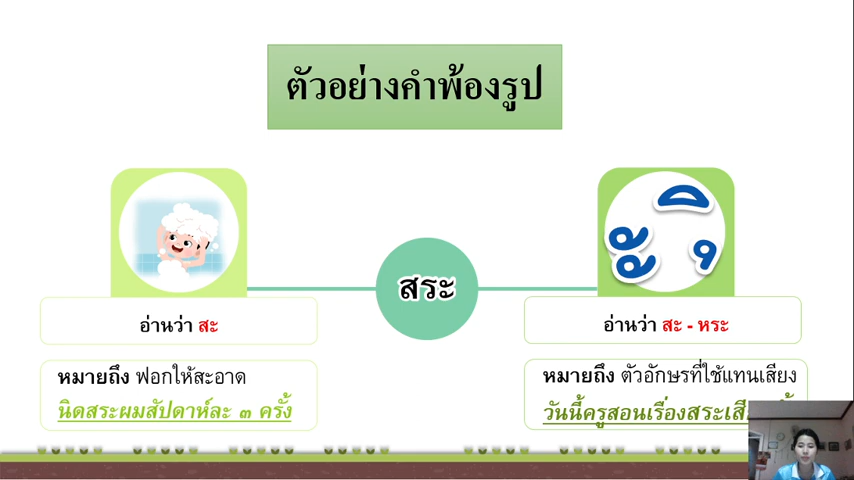 ตัวอย่างคำพ้องรูป
สระ
อ่านว่า สะ
หมายถึง ฟอกให้สะอาด
นิดสระผมสัปดาห์ละ ๓ ครั้ง
อ่านว่า สะ - หระ
หมายถึง ตัวอักษรที่ใช้แทนเสียง
วันนี้ครูสอนเรื่องสระเสีย